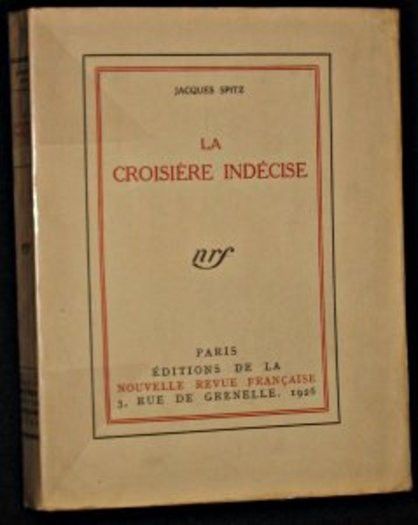 JACQUES SPITZ
LA
CROISIÈRE INDÉCISE
nrf
PARIS
ÉDITIONS DE LA
NOUVELLE REVUE FRANÇAISE
3, RUE DE GRENELLE. 1926